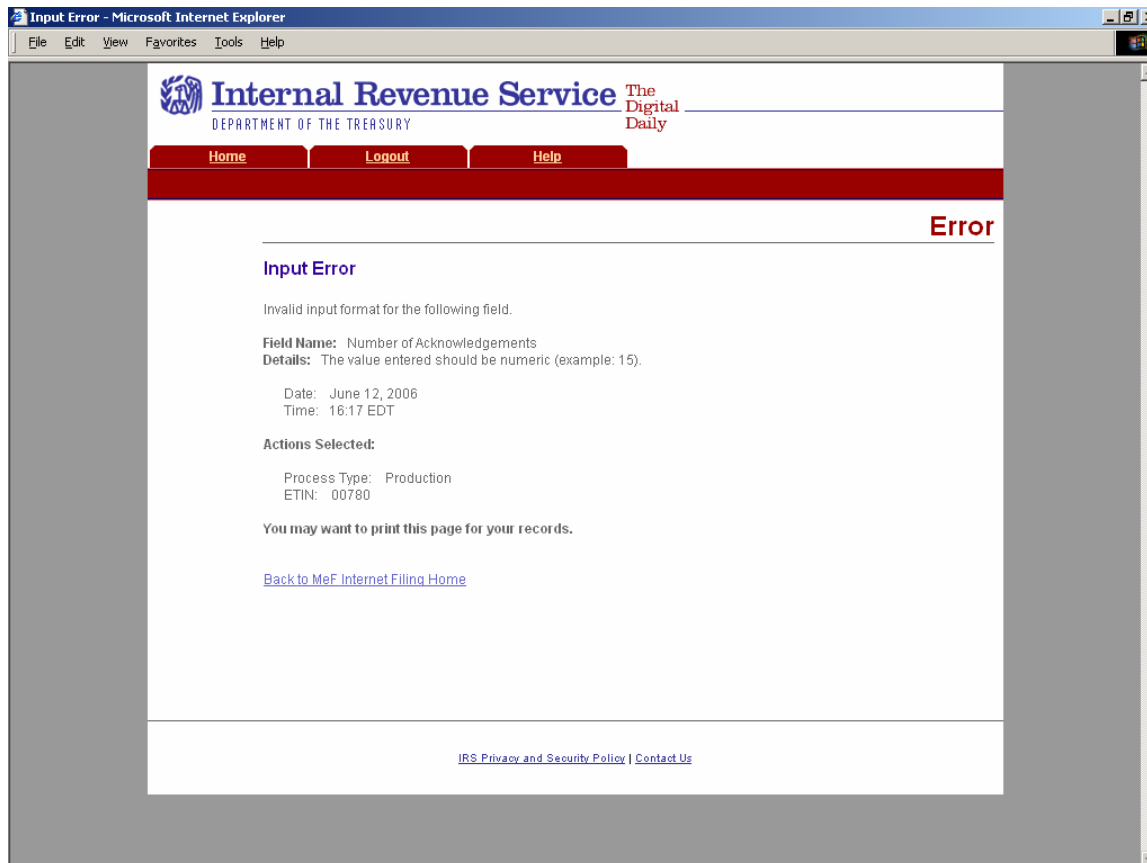 Input Error - Microsoft Internet Explorer
File Edit View Favorites Tools Help
Internal Revenue Service
DEPARTMENT OF THE TREASURY
The
Digital
Daily
Home Logout Help
Error
Input Error
Invalid input format for the following field.
Field Name: Number of Acknowledgements
Details: The value entered should be numeric (example: 15).
Date: June 12, 2006
Time: 16:17 EDT
Actions Selected:
Process Type: Production
ETIN: 00780
You may want to print this page for your records.
Back to MeF Internet Filing Home
IRS Privacy and Security Policy | Contact Us